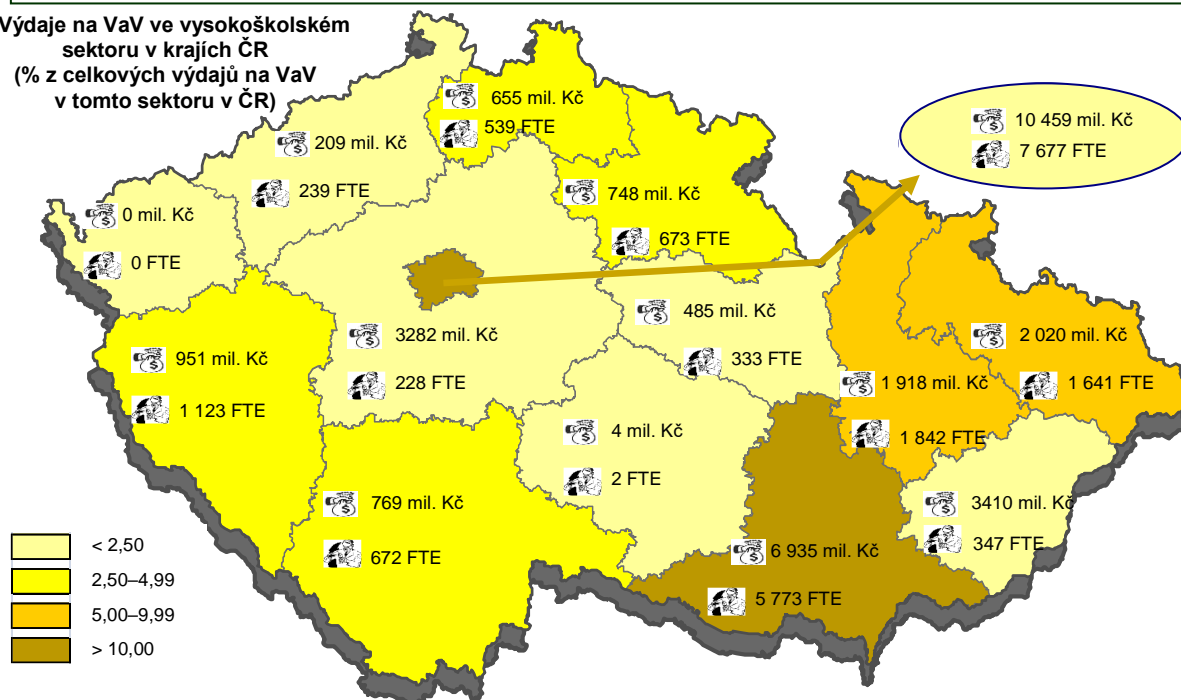 Výdaje na VaV ve vysokoškolském
sektoru v krajích ČR
(% z celkových výdajů na VaV
v tomto sektoru v ČR)
655 mil. Kč
539 FTE
10 459 mil. Kč
7 677 FTE
209 mil. Kč
239 FTE
748 mil. Kč
673 FTE
0 mil. Kč
0 FTE
485 mil. Kč
333 FTE
3282 mil. Kč
228 FTE
2 020 mil. Kč
1 641 FTE
951 mil. Kč
1 123 FTE
1 918 mil. Kč
1 842 FTE
4 mil. Kč
2 FTE
769 mil. Kč
672 FTE
3410 mil. Kč
347 FTE
6 935 mil. Kč
5 773 FTE
< 2,50
2,50–4,99
5,00–9,99
> 10,00